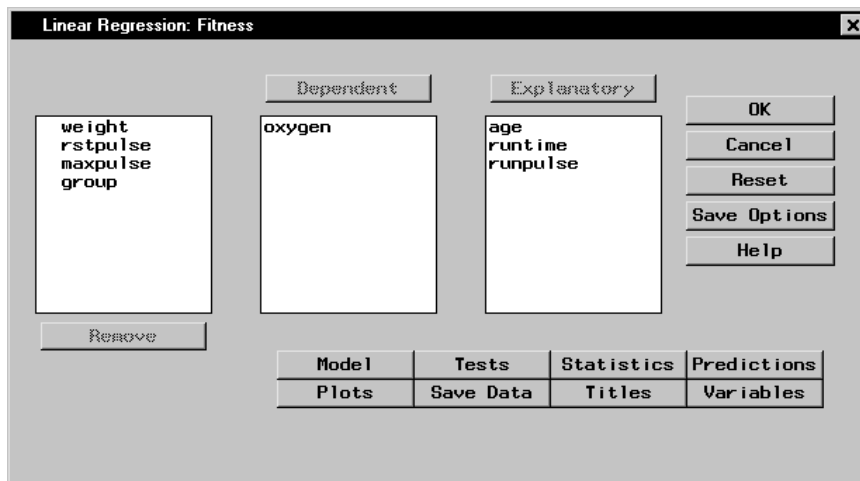 Linear Regression: Fitness
Dependent
Explanatory
weight
rstpulse
maxpulse
group
oxygen
age
runtime
runpulse
OK
Cancel
Reset
Save Options
Help
Remove
Model Tests Statistics Predictions
Plots Save Data Titles Variables